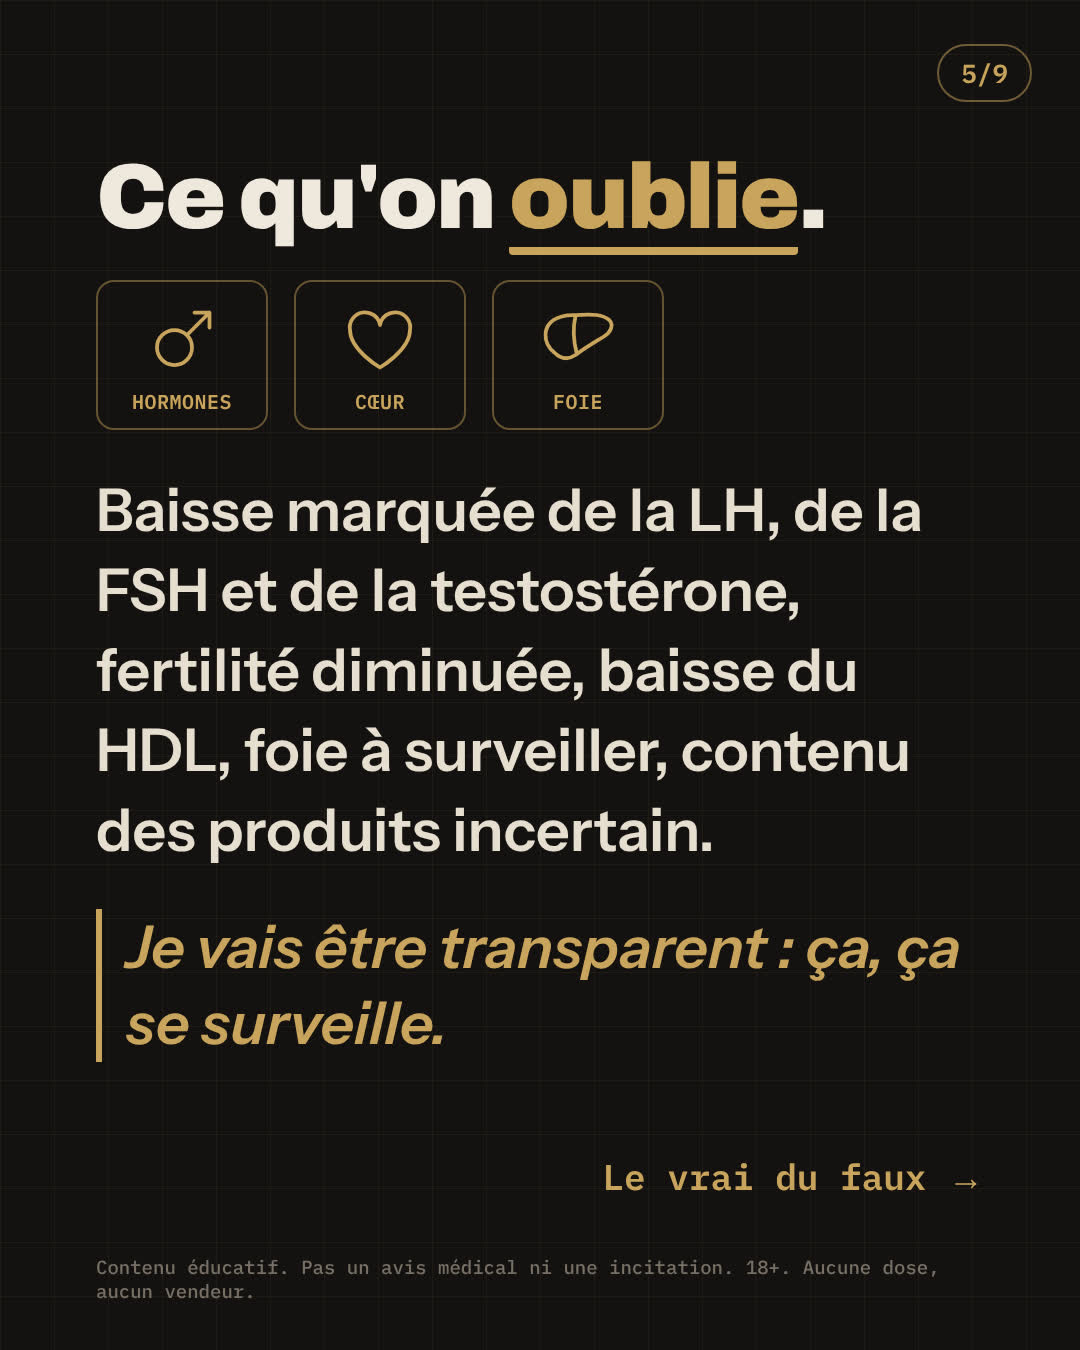 5/9
Ce qu'on oublie.
HORMONES
CŒUR
FOIE
Baisse marquée de la LH, de la
FSH et de la testostérone,
fertilité diminuée, baisse du
HDL, foie à surveiller, contenu
des produits incertain.
Je vais être transparent : ça, ça
se surveille.
Le vrai du faux →
Contenu éducatif. Pas un avis médical ni une incitation. 18+. Aucune dose,
aucun vendeur.